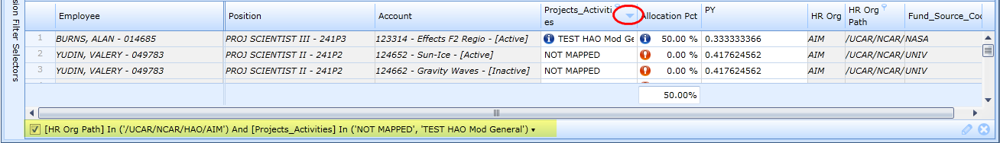 sion Filter Selectors
Employee Position Account Projects_Activiti es Allocation Pct PY HR Org HR Org Path Fund_Source_Coc
1 BURNS, ALAN - 014685 PROJ SCIENTIST III - 241P3 123314 - Effects F2 Regio - [Active] TEST HAO Mod Ge 50.00 % 0.333333366 AIM /UCAR/NCAR/ NASA
2 YUDIN, VALERY - 049783 PROJ SCIENTIST II - 241P2 124652 - Sun-Ice - [Active] NOT MAPPED 0.00 % 0.417624562 AIM /UCAR/NCAR/ UNIV
3 YUDIN, VALERY - 049783 PROJ SCIENTIST II - 241P2 124662 - Gravity Waves - [Inactive] NOT MAPPED 0.00 % 0.417624562 AIM /UCAR/NCAR/ UNIV
50.00%
[HR Org Path] In ('/UCAR/NCAR/HAO/AIM') And [Projects_Activities] In ('NOT MAPPED', 'TEST HAO Mod General')